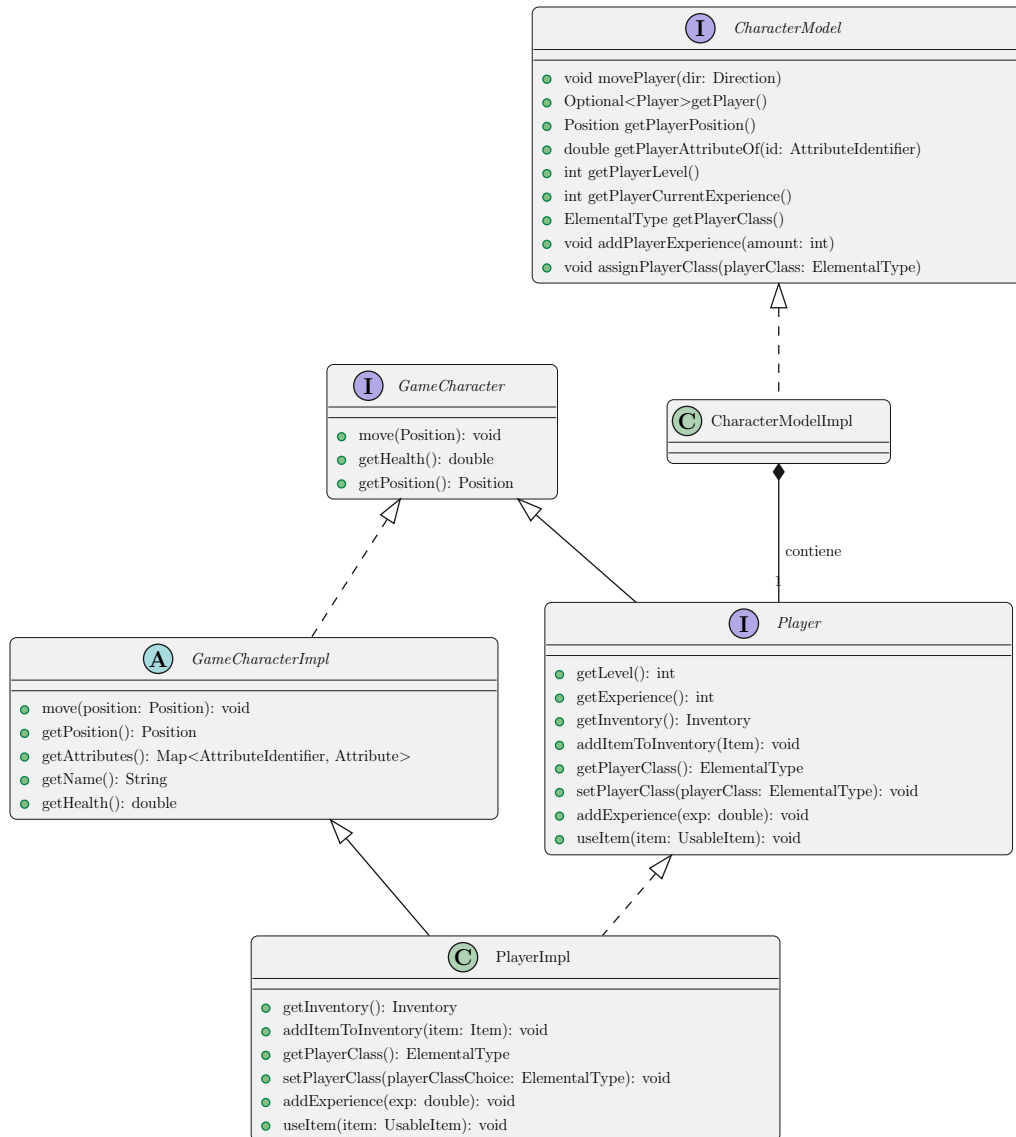 I CharacterModel
void movePlayer(dir: Direction)
Optional<Player>getPlayer()
Position getPlayerPosition()
double getPlayerAttributeOf(id: AttributeIdentifier)
int getPlayerLevel()
int getPlayerCurrentExperience()
ElementalType getPlayerClass()
void addPlayerExperience(amount: int)
void assignPlayerClass(playerClass: ElementalType)
I GameCharacter
move(Position): void
getHealth(): double
getPosition(): Position
C CharacterModelImpl
contiene
1
A GameCharacterImpl
move(position: Position): void
getPosition(): Position
getAttributes(): Map<AttributeIdentifier, Attribute>
getName(): String
getHealth(): double
I Player
getLevel(): int
getExperience(): int
getInventory(): Inventory
addItemToInventory(Item): void
getPlayerClass(): ElementalType
setPlayerClass(playerClass: ElementalType): void
addExperience(exp: double): void
useItem(item: UsableItem): void
C PlayerImpl
getInventory(): Inventory
addItemToInventory(item: Item): void
getPlayerClass(): ElementalType
setPlayerClass(playerClassChoice: ElementalType): void
addExperience(exp: double): void
useItem(item: UsableItem): void